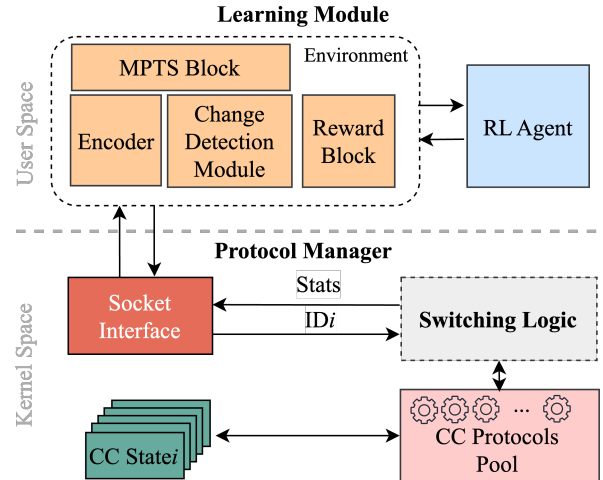 Learning Module
User Space
MPTS Block
Environment
Encoder
Change
Detection
Module
Reward
Block
RL Agent
Protocol Manager
Kernel Space
Socket
Interface
Stats
IDi
Switching Logic
CC Statei
...
CC Protocols
Pool